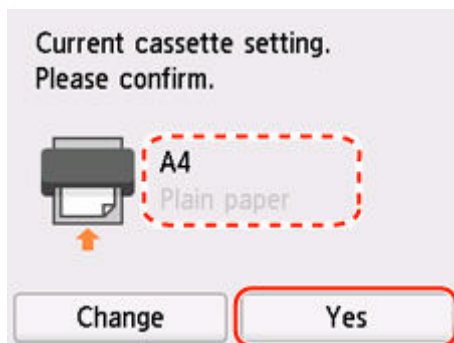 Current cassette setting.
Please confirm.
A4
Plain paper
Change
Yes